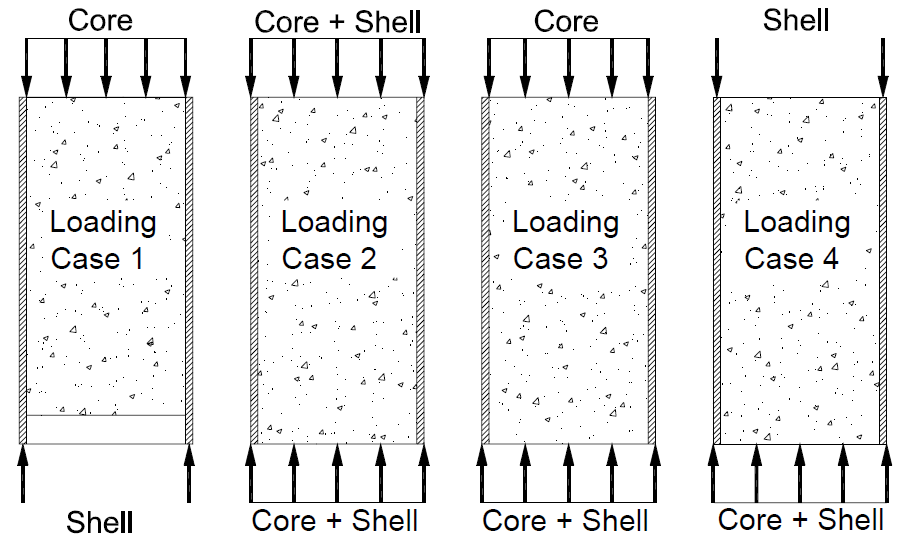 Core
Core + Shell
Core
Shell
Loading
Case 1
Loading
Case 2
Loading
Case 3
Loading
Case 4
Shell
Core + Shell
Core + Shell
Core + Shell